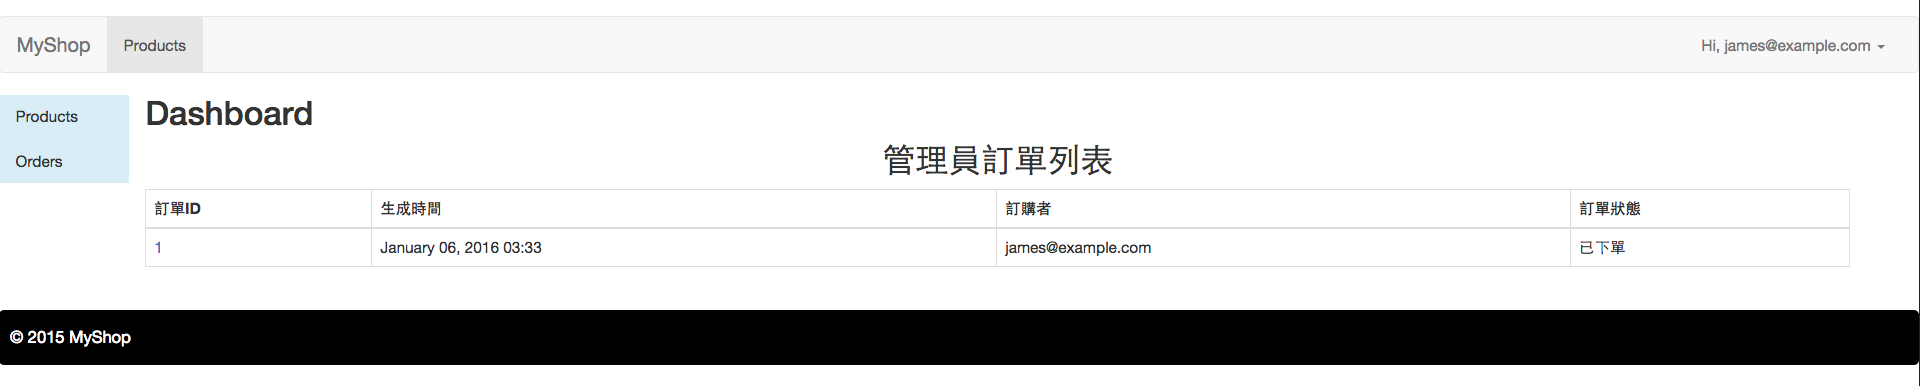 MyShop Products Hi, james@example.com
Products
Orders
Dashboard
管理員訂單列表
訂單ID 生成時間 訂購者 訂單狀態
1 January 06, 2016 03:33 james@example.com 已下單
© 2015 MyShop